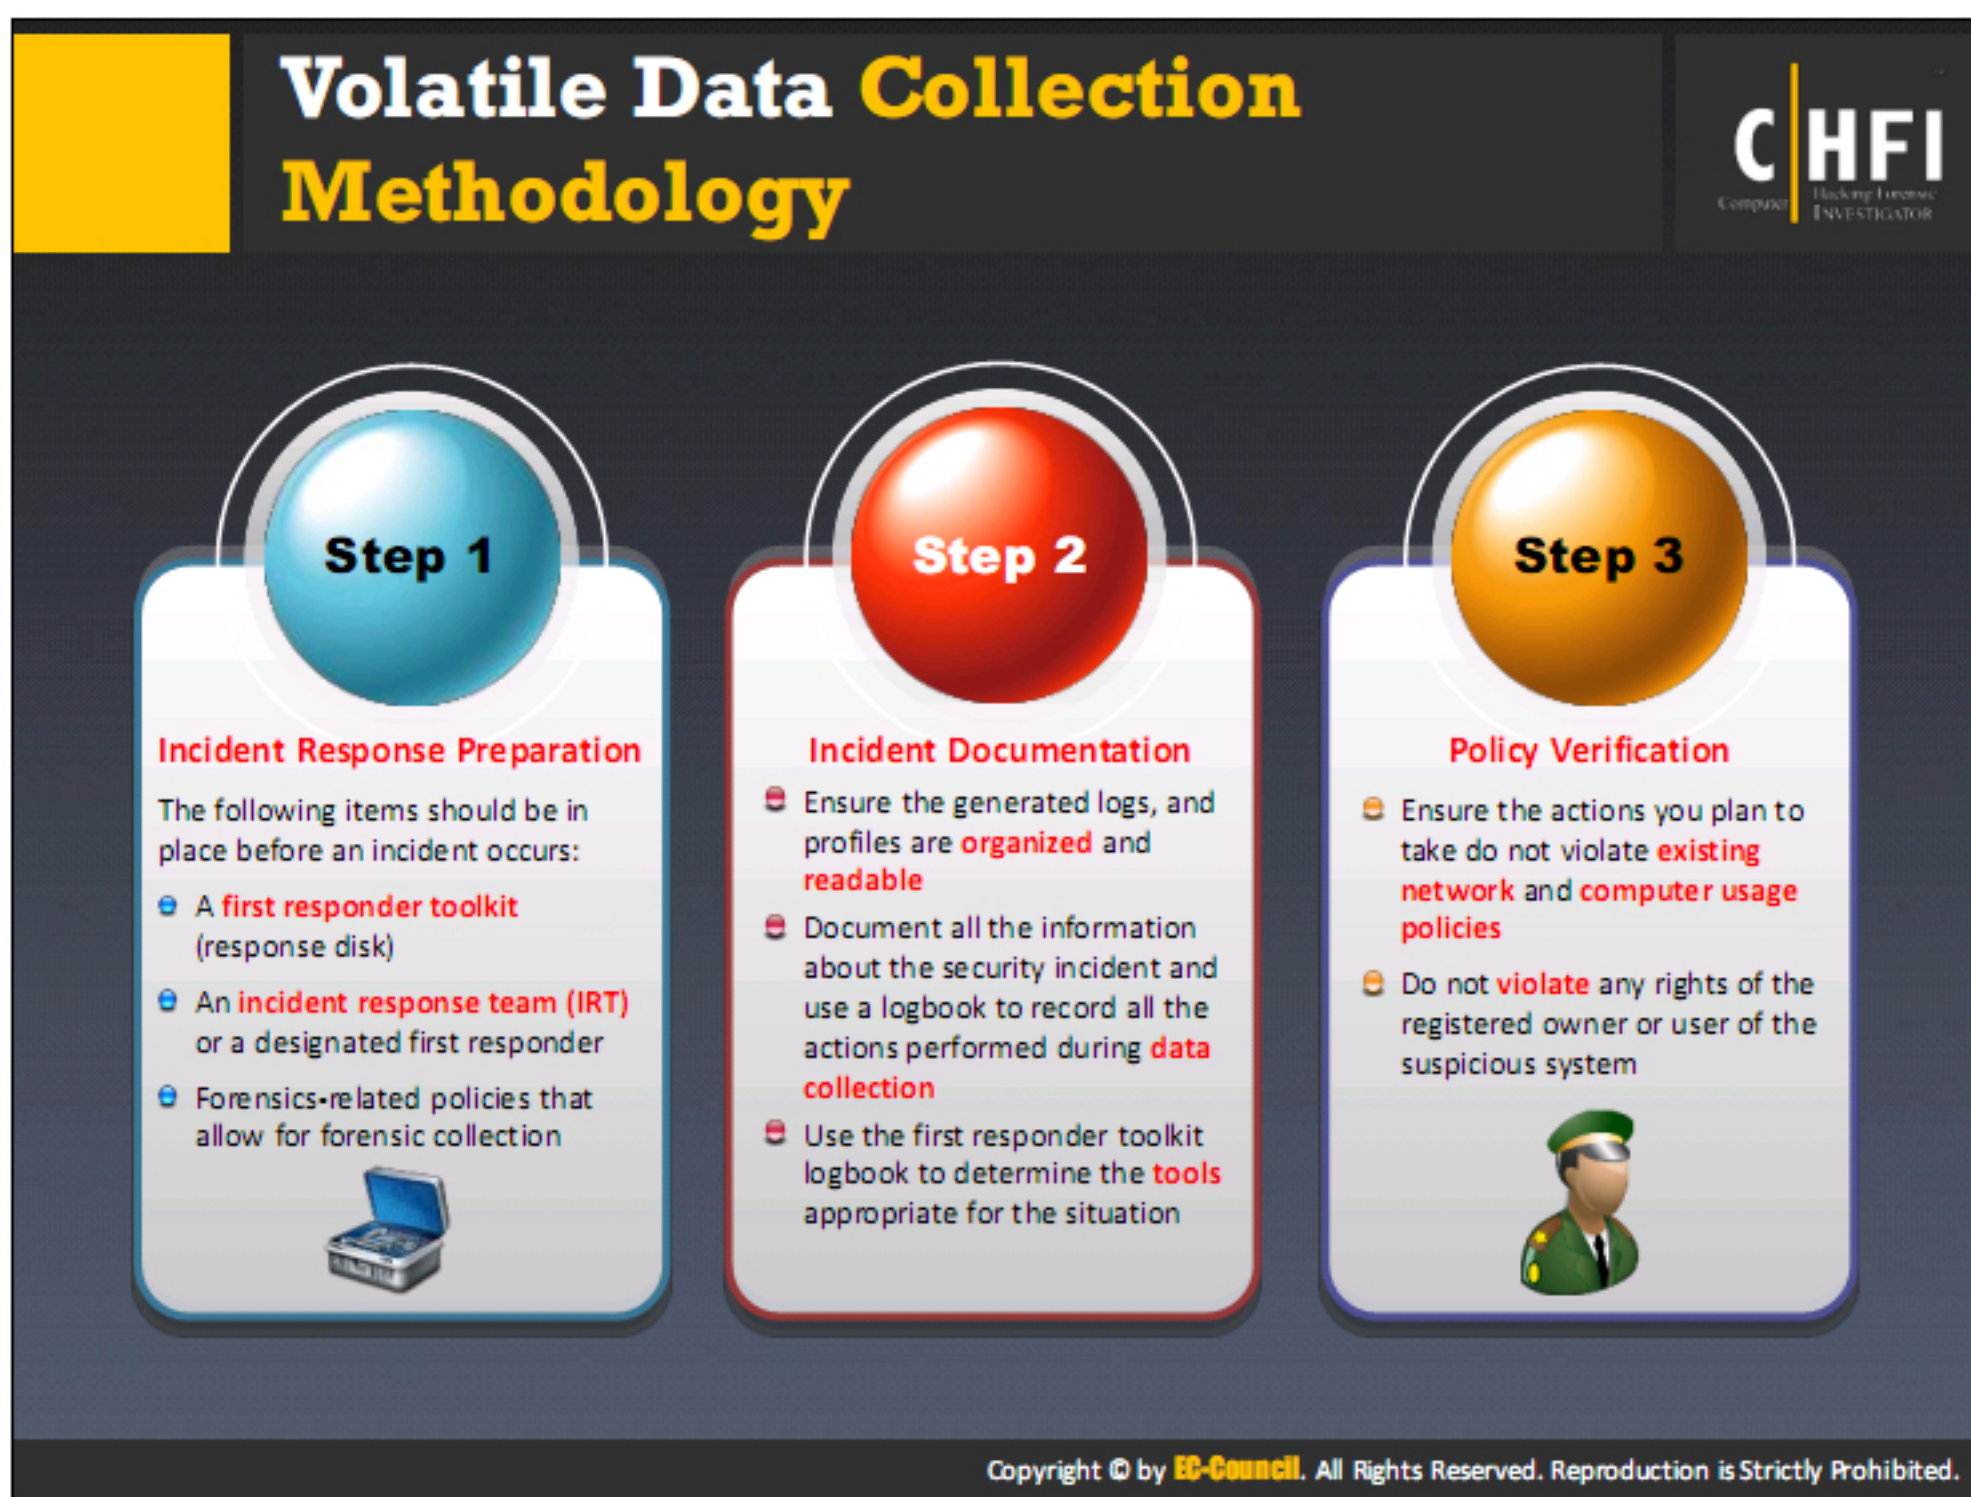 Volatile Data Collection
Methodology
C HFI
Computer
Hacking Forensic
INVESTIGATOR
Step 1
Incident Response Preparation
The following items should be in
place before an incident occurs:
A first responder toolkit
(response disk)
An incident response team (IRT)
or a designated first responder
Forensics-related policies that
allow for forensic collection
Step 2
Incident Documentation
Ensure the generated logs, and
profiles are organized and
readable
Document all the information
about the security incident and
use a logbook to record all the
actions performed during data
collection
Use the first responder toolkit
logbook to determine the tools
appropriate for the situation
Step 3
Policy Verification
Ensure the actions you plan to
take do not violate existing
network and computer usage
policies
Do not violate any rights of the
registered owner or user of the
suspicious system
Copyright © by EC-Council. All Rights Reserved. Reproduction is Strictly Prohibited.